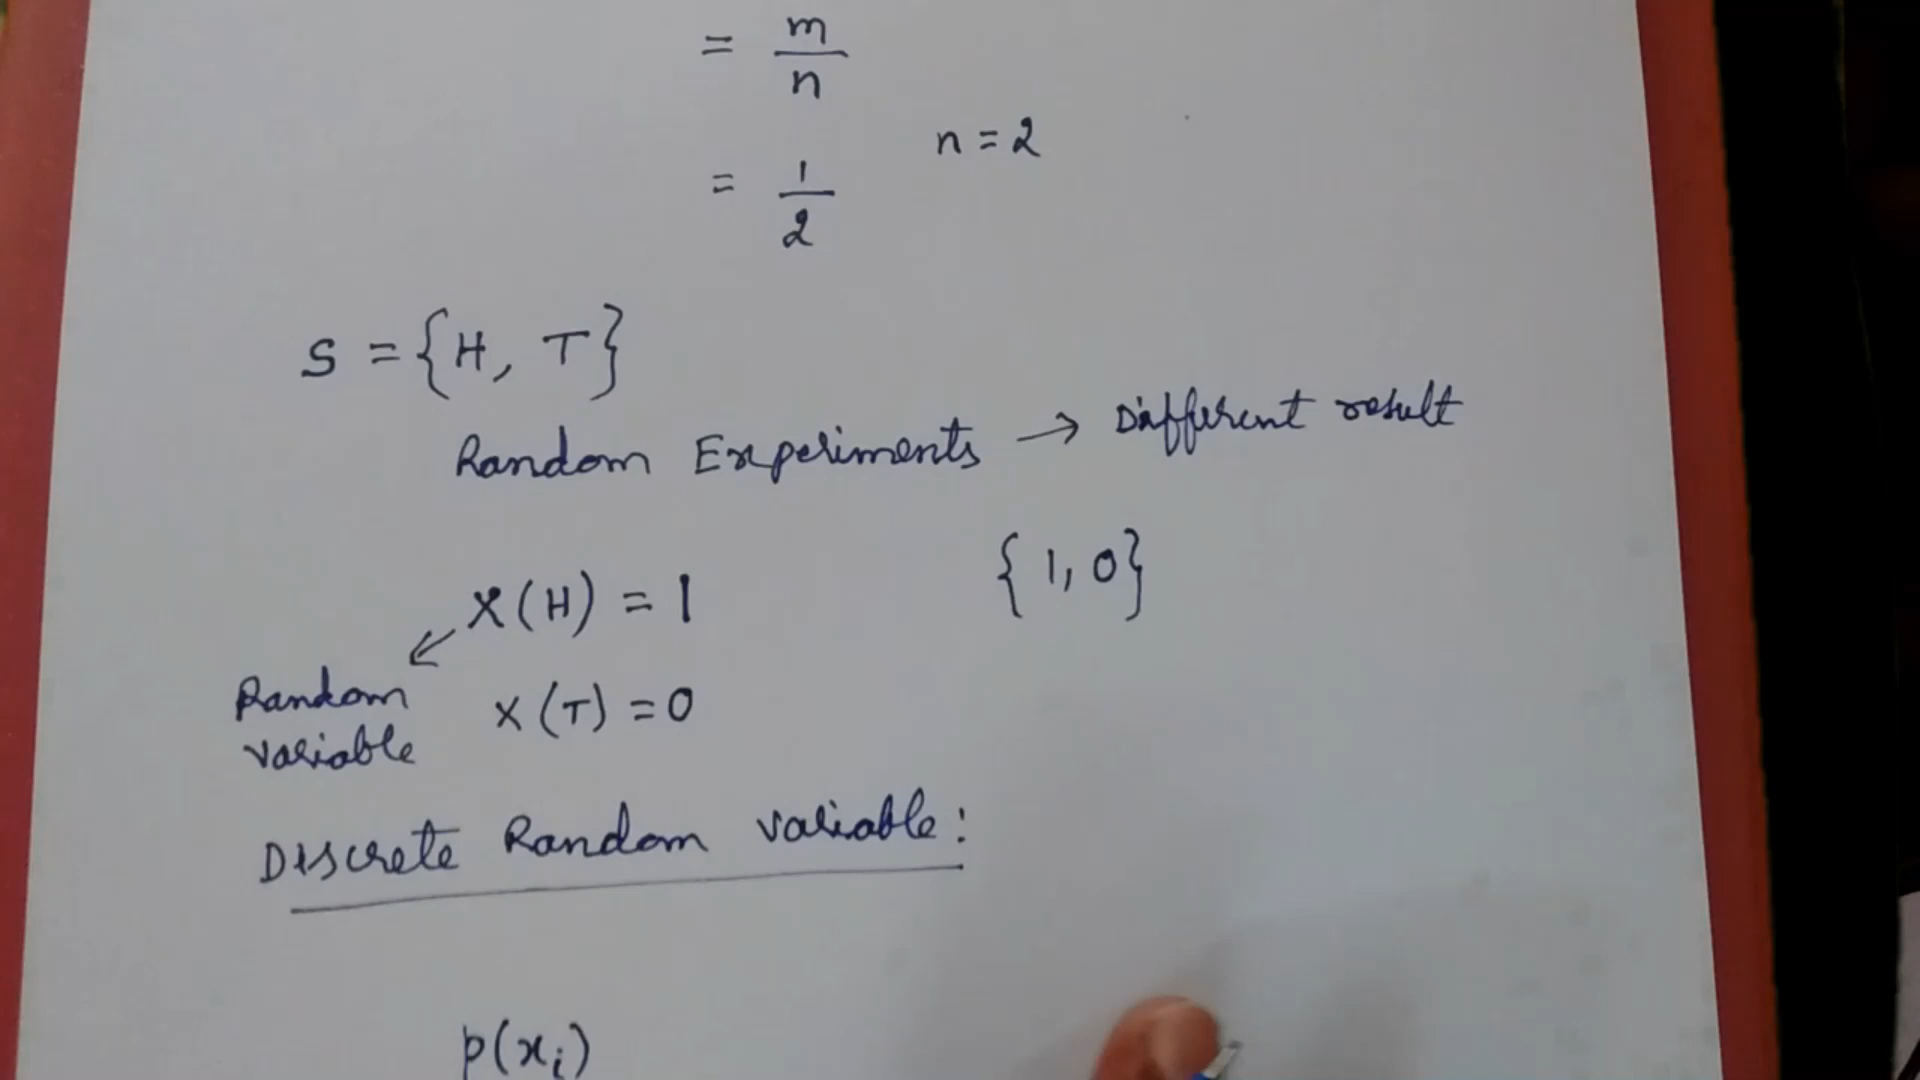 = m/n
n = 2
= 1/2
S = {H, T}
Random Experiments → Different result
X(H) = 1 {1, 0}
Random variable
X(T) = 0
Discrete Random variable:
p(xi)